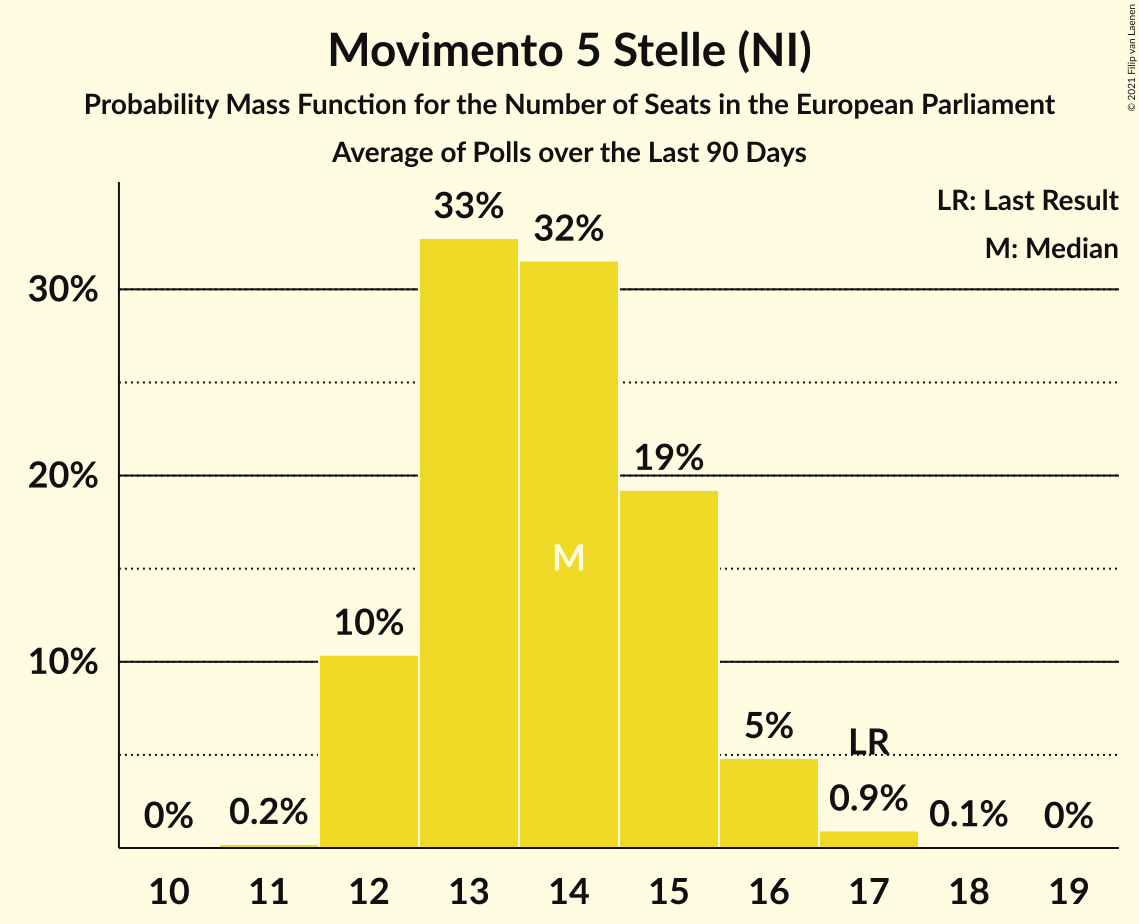 Movimento 5 Stelle (NI)
Probability Mass Function for the Number of Seats in the European Parliament
Average of Polls over the Last 90 Days
© 2021 Filip van Laenen
LR: Last Result
M: Median
33%
32%
30%
20%
19%
M
10%
10%
5%
LR
0%
0.2%
0.9%
0.1%
0%
10 11 12 13 14 15 16 17 18 19